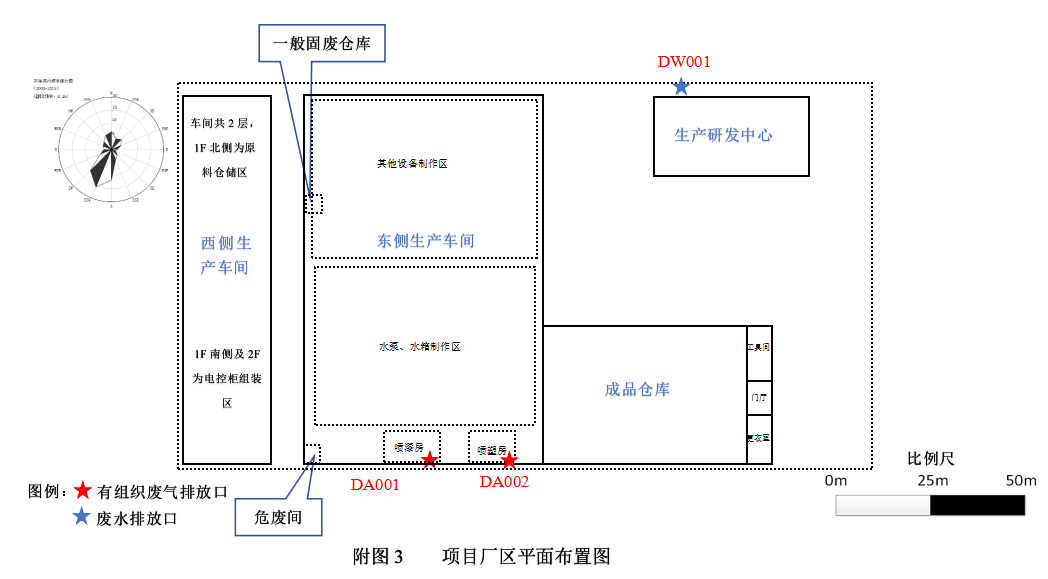 一般固废仓库
DW001
车间共 2 层，
1F 北侧为原
料仓储区
生产研发中心
其他设备制作区
西侧生
产车间
东侧生产车间
水泵、水箱制作区
1F 南侧及 2F
为电控柜组装
区
成品仓库
工具间
门厅
更衣室
喷漆房
喷塑房
DA001
DA002
危废间
图例：
有组织废气排放口
废水排放口
比例尺
0m
25m
50m
附图 3 项目厂区平面布置图